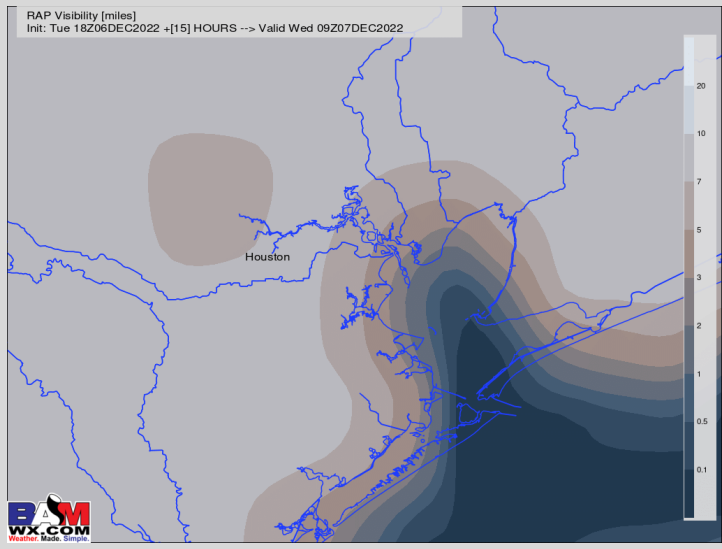 RAP Visibility [miles]
Init: Tue 18Z06DEC2022 +[15] HOURS --> Valid Wed 09Z07DEC2022
20
10
7
5
3
2
1
0.5
0.1
Houston
BAM
WX.COM
Weather. Made. Simple.